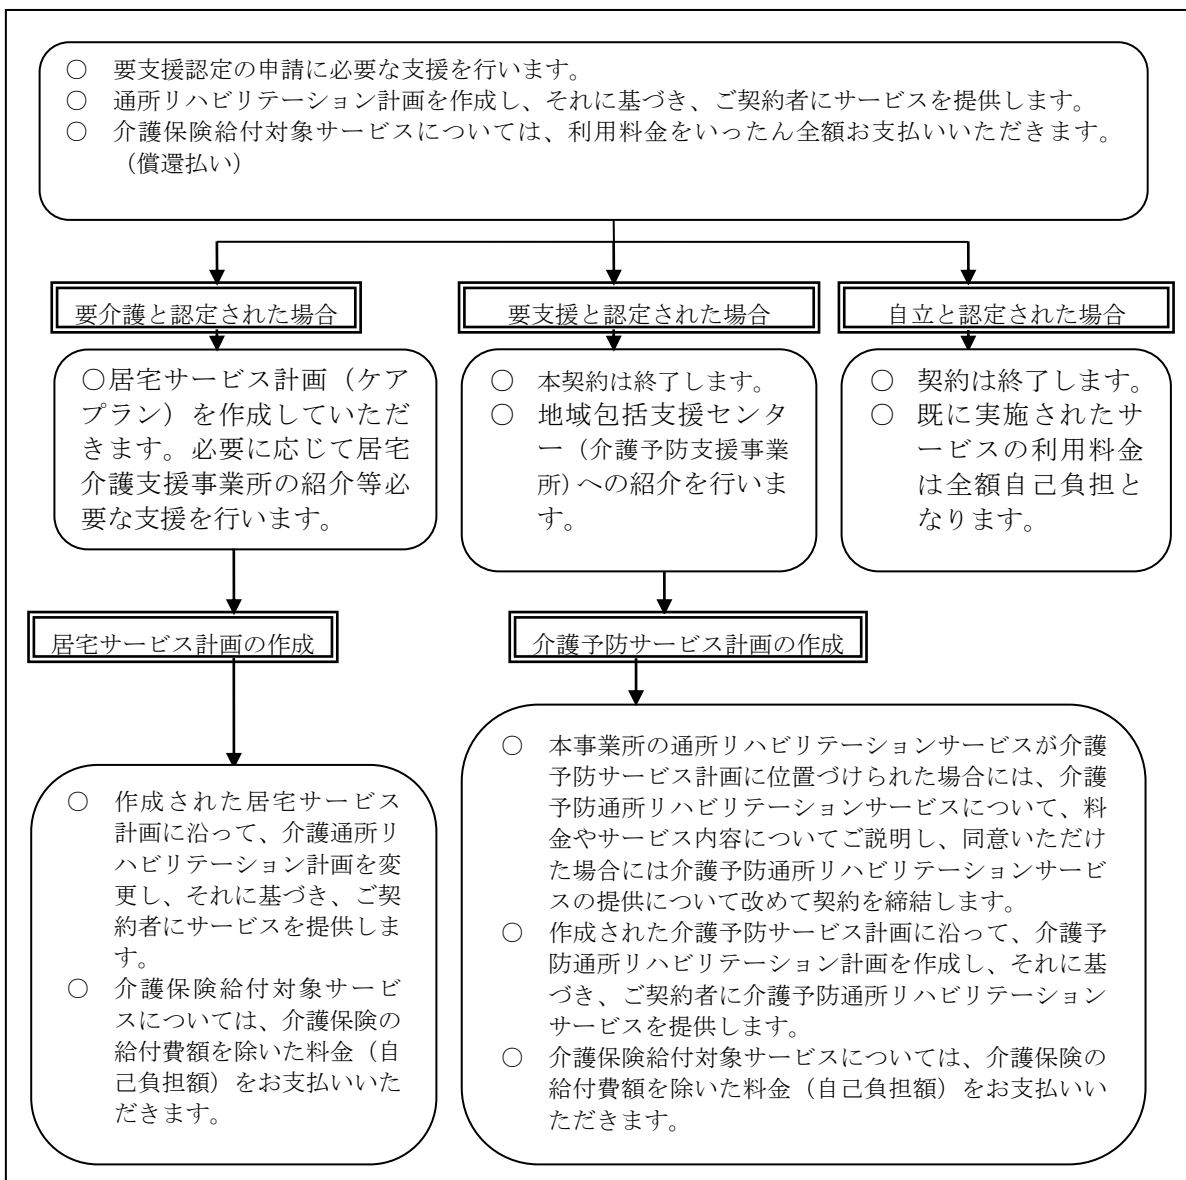 ○ 要支援認定の申請に必要な支援を行います。
○ 通所リハビリテーション計画を作成し、それに基づき、ご契約者にサービスを提供します。
○ 介護保険給付対象サービスについては、利用料金をいったん全額お支払いいただきます。
（償還払い）
要介護と認定された場合
要支援と認定された場合
自立と認定された場合
○居宅サービス計画（ケア
プラン）を作成していただ
きます。必要に応じて居宅
介護支援事業所の紹介等必
要な支援を行います。
○ 本契約は終了します。
○ 地域包括支援センタ
ー（介護予防支援事業
所）への紹介を行いま
す。
○ 契約は終了します。
○ 既に実施されたサ
ービスの利用料金
は全額自己負担と
なります。
居宅サービス計画の作成
介護予防サービス計画の作成
○ 作成された居宅サービス
計画に沿って、介護通所リ
ハビリテーション計画を変
更し、それに基づき、ご契
約者にサービスを提供しま
す。
○ 介護保険給付対象サービ
スについては、介護保険の
給付費額を除いた料金（自
己負担額）をお支払いいた
だきます。
○ 本事業所の通所リハビリテーションサービスが介護
予防サービス計画に位置づけられた場合には、介護
予防通所リハビリテーションサービスについて、料
金やサービス内容についてご説明し、同意いただけ
た場合には介護予防通所リハビリテーションサービ
スの提供について改めて契約を締結します。
○ 作成された介護予防サービス計画に沿って、介護予
防通所リハビリテーション計画を作成し、それに基
づき、ご契約者に介護予防通所リハビリテーション
サービスを提供します。
○ 介護保険給付対象サービスについては、介護保険の
給付費額を除いた料金（自己負担額）をお支払いい
ただきます。